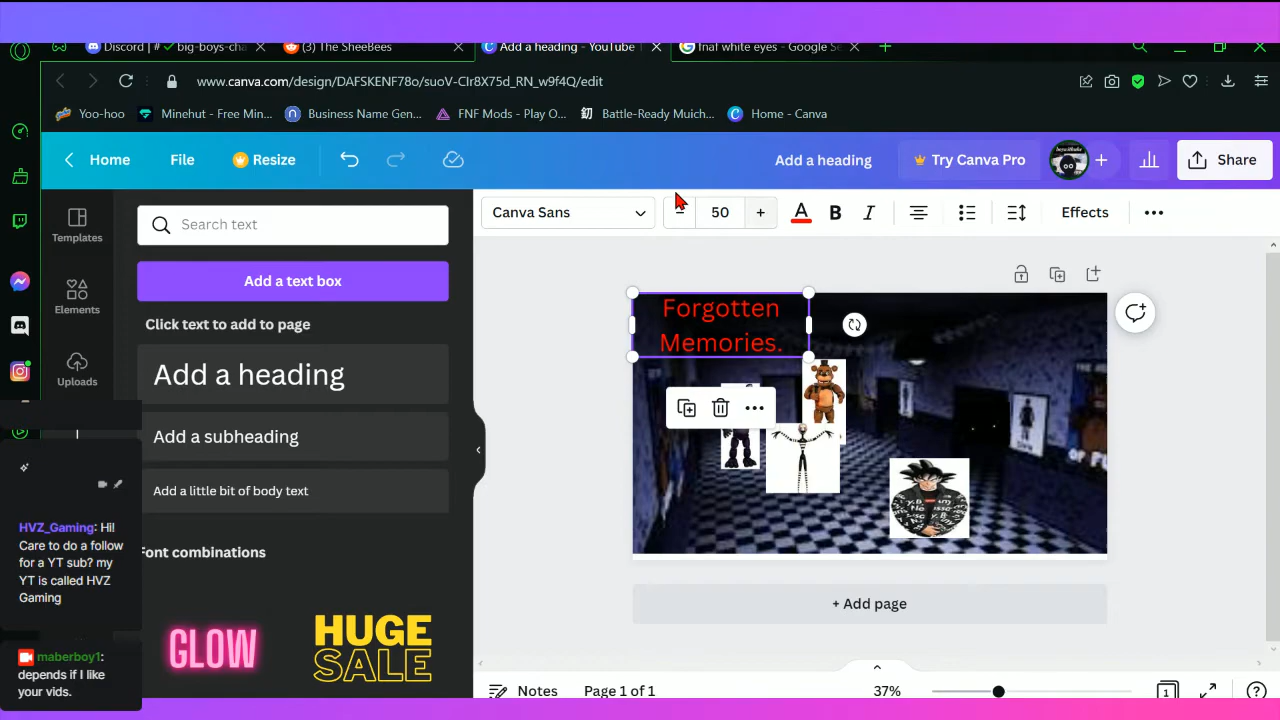 Discord | # big-boys-cha
(3) The SheeBees
Add a heading - YouTube
fnaf white eyes - Google Se
www.canva.com/design/DAFSKENF78o/suoV-CIr8X75d_RN_w9f4Q/edit
Yoo-hoo
Minehut - Free Min...
Business Name Gen...
FNF Mods - Play O...
Battle-Ready Muich...
Home - Canva
Home
File
Resize
Add a heading
Try Canva Pro
Share
Templates
Elements
Uploads
Search text
Add a text box
Click text to add to page
Add a heading
Add a subheading
Add a little bit of body text
Font combinations
GLOW
HUGE
SALE
Canva Sans
50
A
B
I
Effects
Forgotten
Memories.
+ Add page
Notes
Page 1 of 1
37%
1
HVZ_Gaming: Hi!
Care to do a follow
for a YT sub? my
YT is called HVZ
Gaming
maberboy1:
depends if I like
your vids.